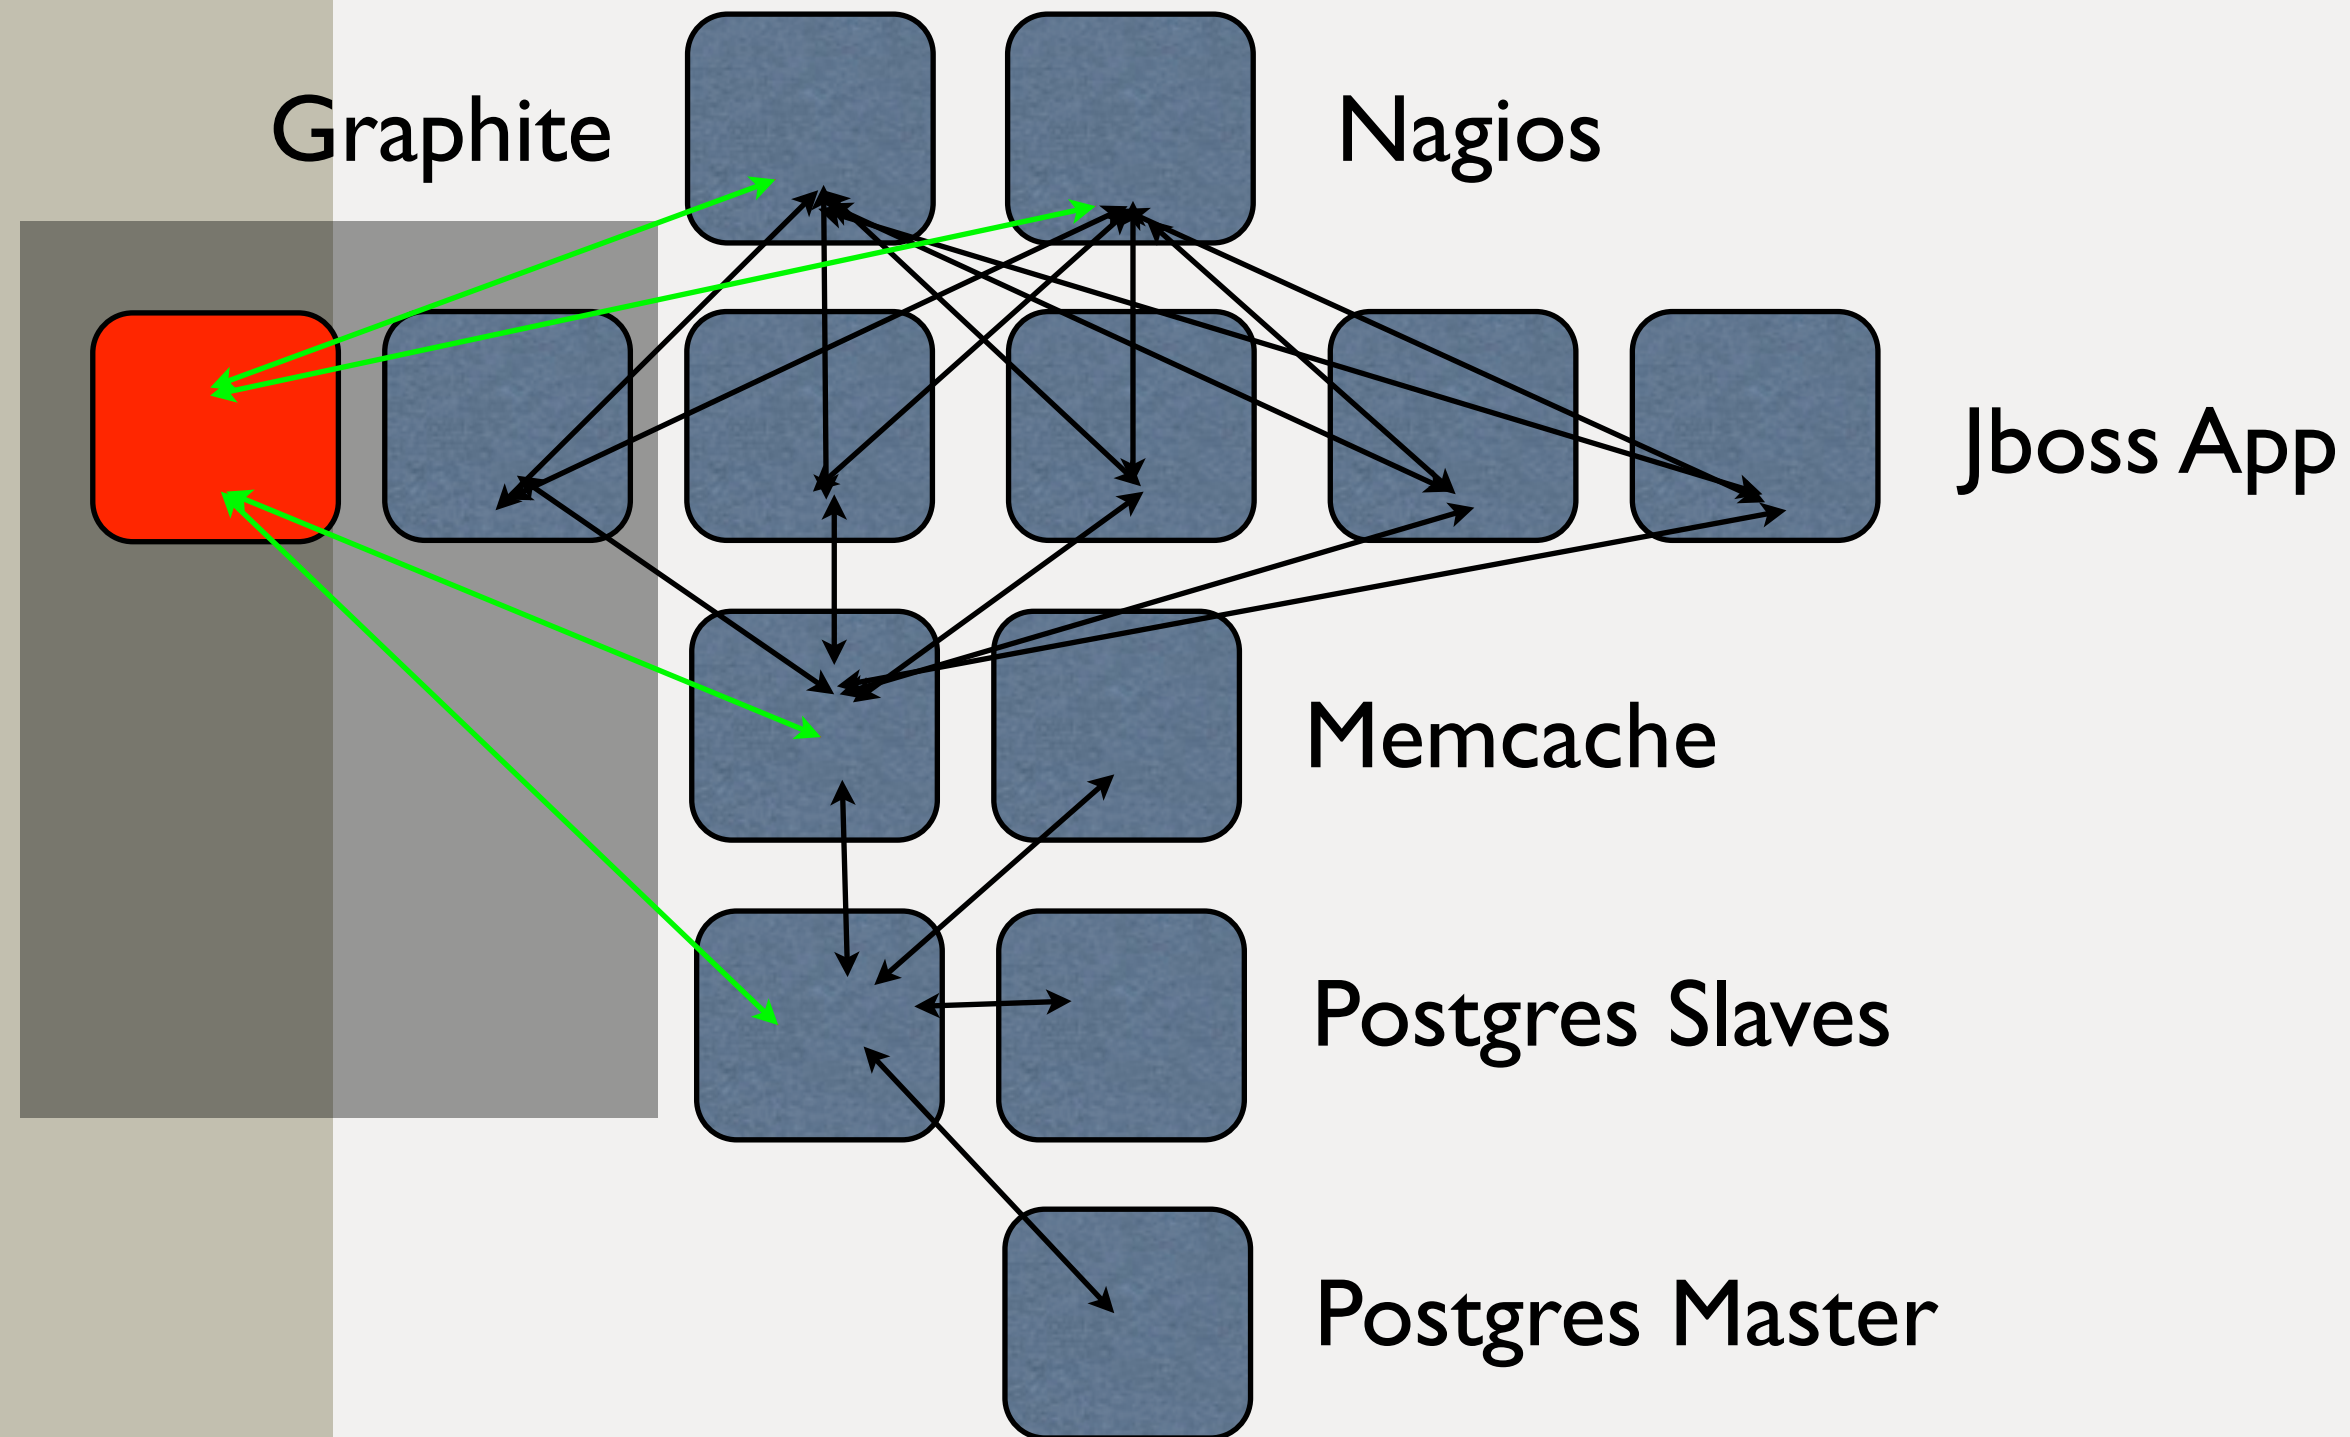 Graphite
Nagios
Jboss App
Memcache
Postgres Slaves
Postgres Master